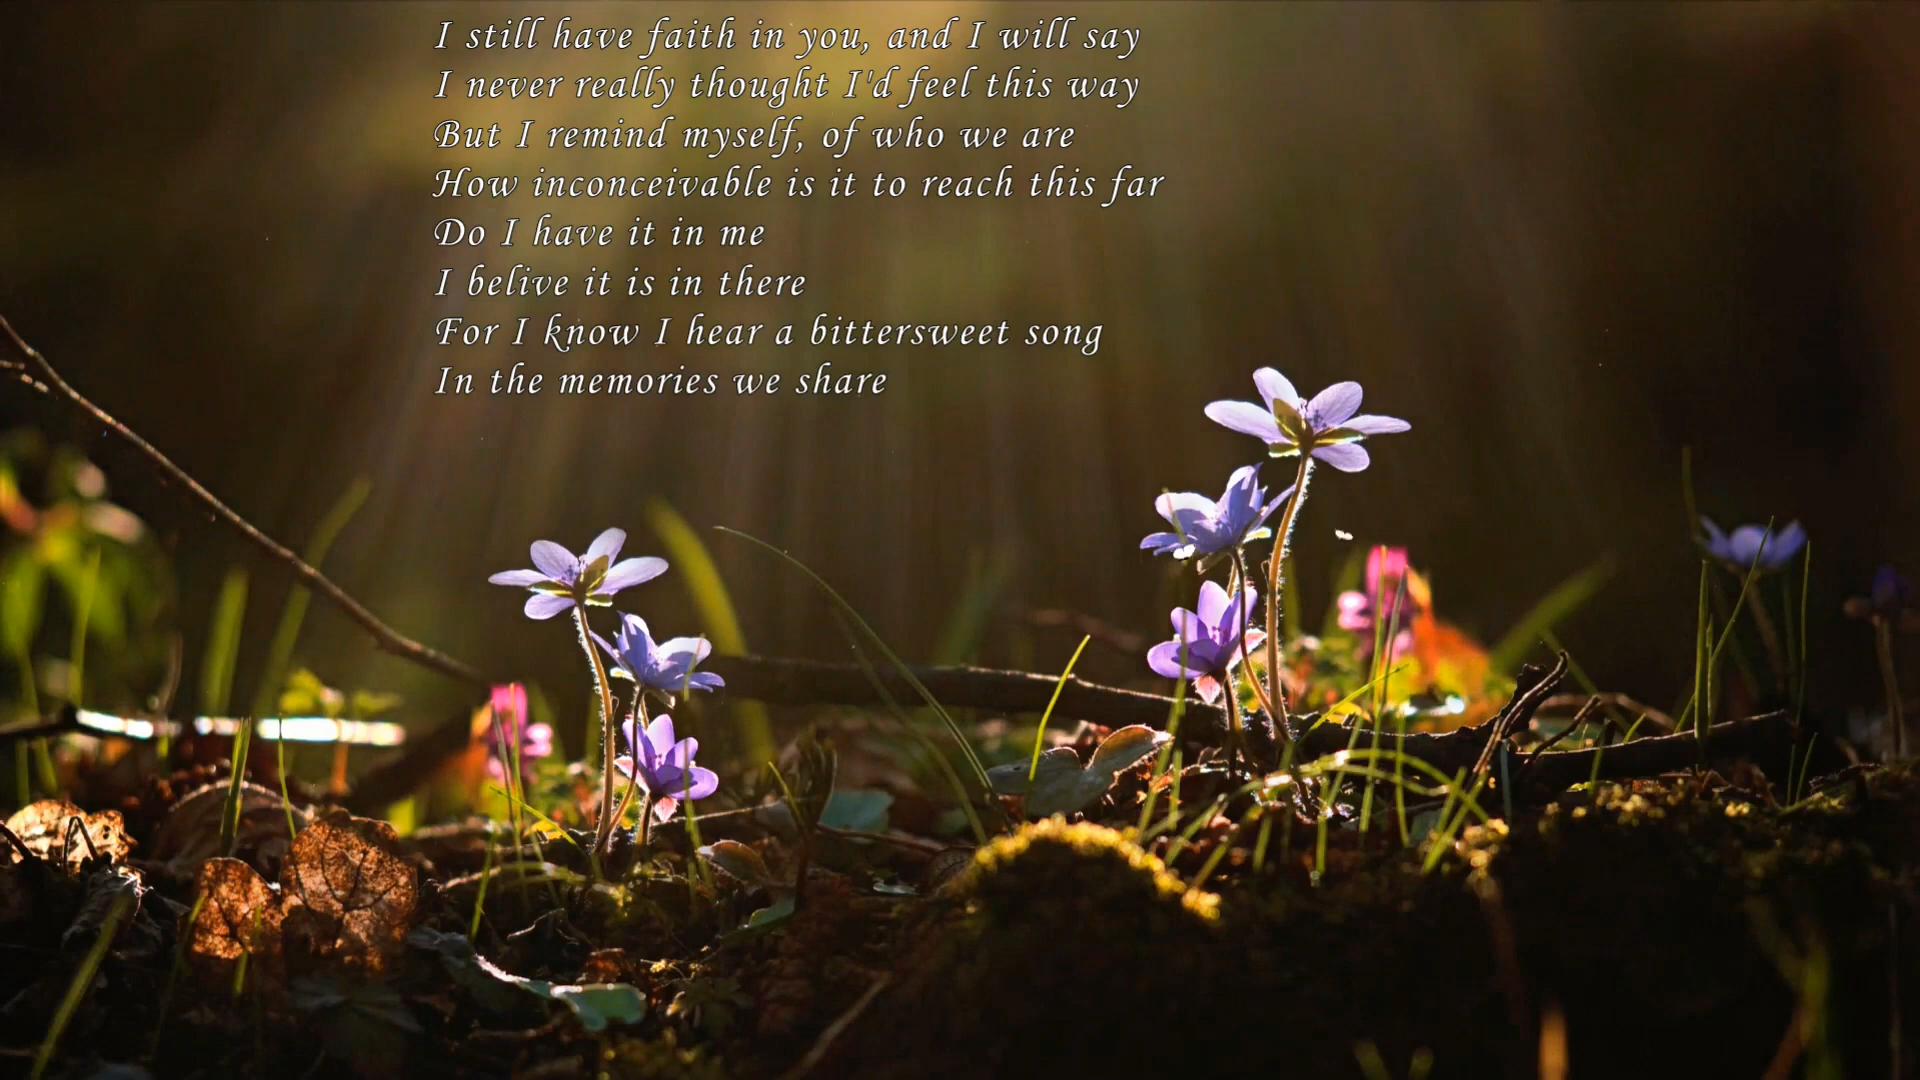 I still have faith in you, and I will say
I never really thought I'd feel this way
But I remind myself, of who we are
How inconceivable is it to reach this far
Do I have it in me
I belive it is in there
For I know I hear a bittersweet song
In the memories we share